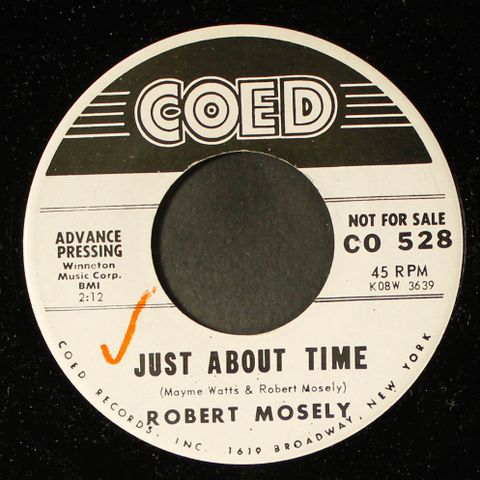 COED
ADVANCE
PRESSING
Winneton
Music Corp.
BMI
2:12
NOT FOR SALE
CO 528
45 RPM
K08W 3639
JUST ABOUT TIME
(Mayme Watts & Robert Mosely)
ROBERT MOSELY
COED RECORDS, INC. 1619 BROADWAY, NEW YORK